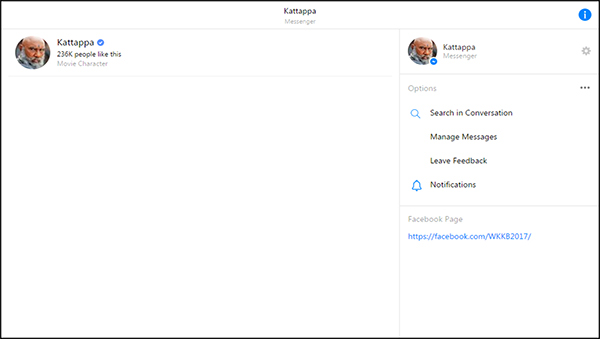 Kattappa
Messenger
Kattappa
236K people like this
Movie Character
Kattappa
Messenger
Options
Search in Conversation
Manage Messages
Leave Feedback
Notifications
Facebook Page
https://facebook.com/WKKB2017/